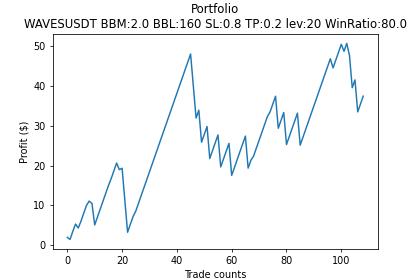 Portfolio
WAVESUSDT BBM:2.0 BBL:160 SL:0.8 TP:0.2 lev:20 WinRatio:80.0
50
40
30
20
10
0
Profit ($)
0 20 40 60 80 100
Trade counts